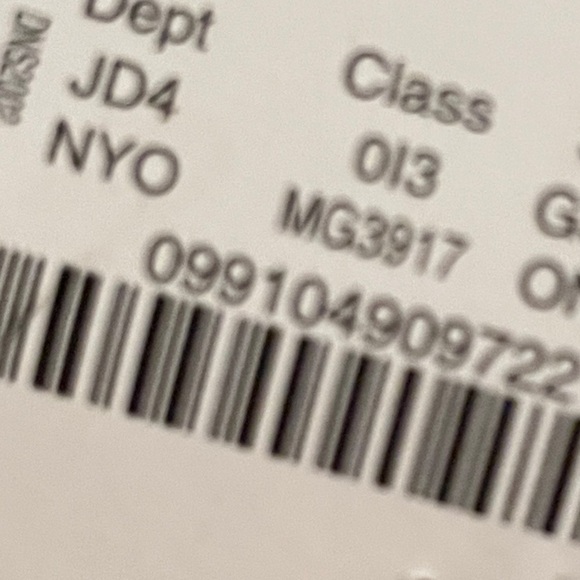 Dept Class
JD4 0I3 G
NYO MG3917
099104909722